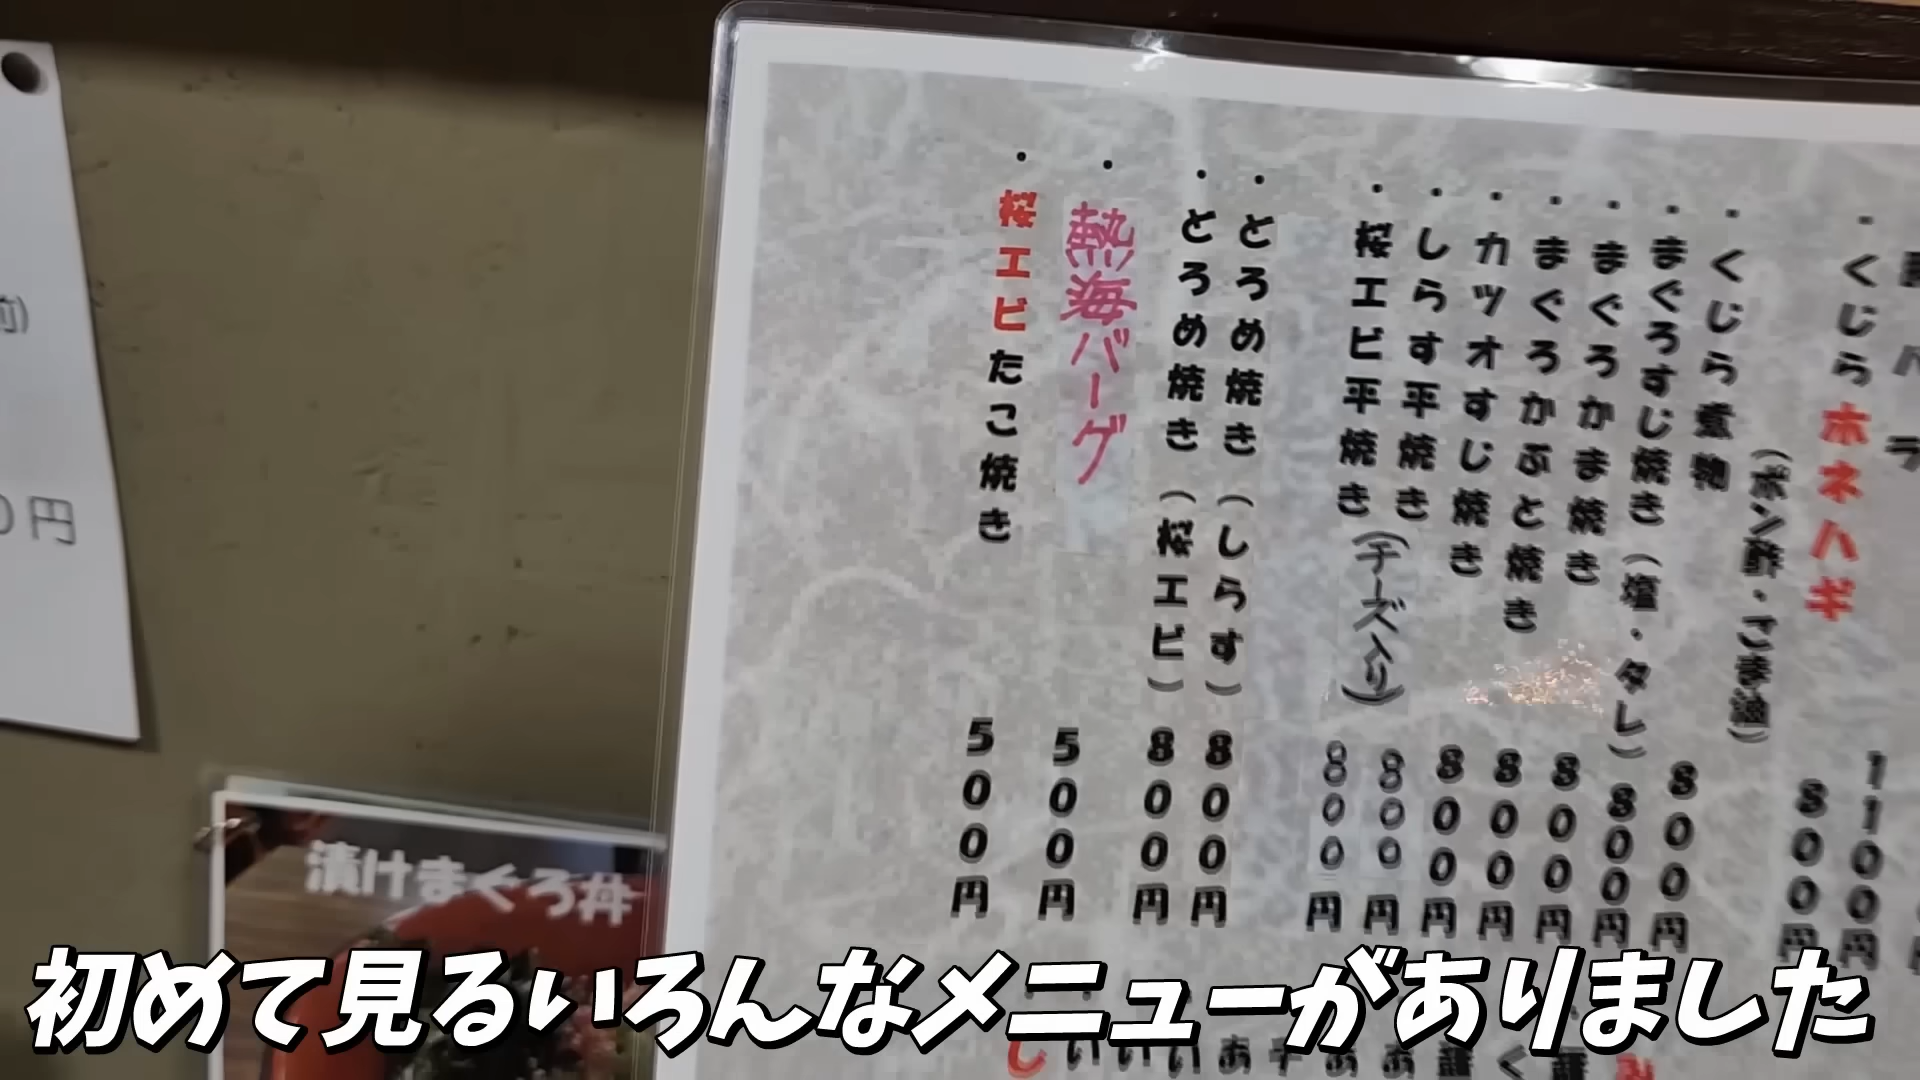 くじらホネハギ 1100円
(ポン酢・ごま油) 800円
くじら煮物 800円
まぐろすじ焼き(塩・タレ) 800円
まぐろかま焼き 800円
まぐろかぶと焼き 800円
カツオすじ焼き 800円
しらす平焼き 800円
桜エビ平焼き(チーズ入り) 800円
とろめ焼き(しらす) 800円
とろめ焼き(桜エビ) 800円
熱海バーグ 500円
桜エビたこ焼き 500円
0円
漬けまぐろ丼
初めて見るいろんなメニューがありました